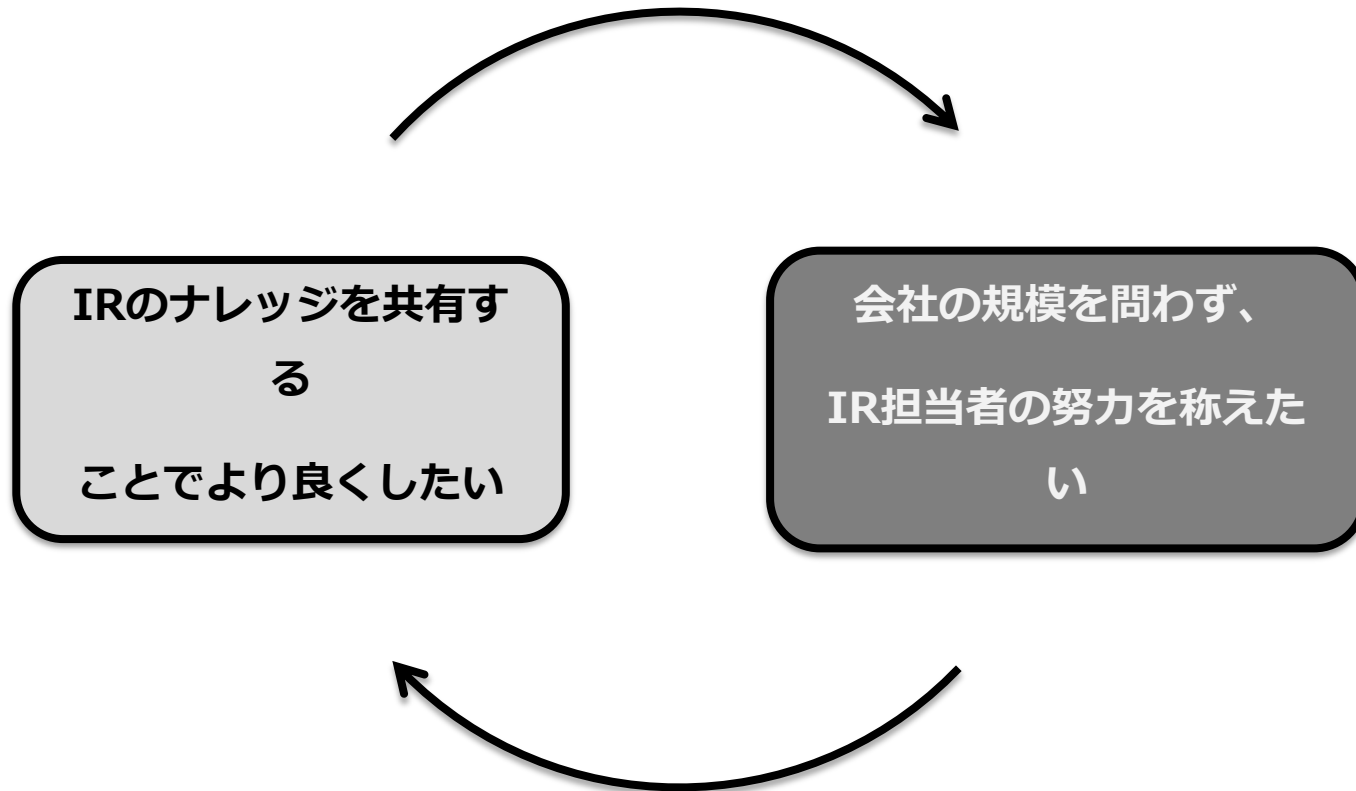 IRのナレッジを共有す
る
ことでより良くしたい
会社の規模を問わず、
IR担当者の努力を称えた
い